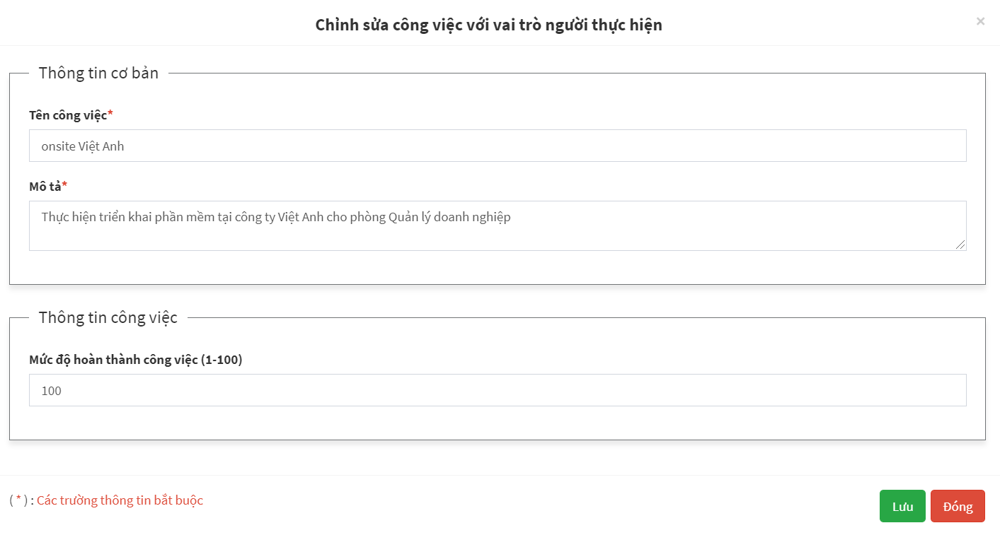 Chỉnh sửa công việc với vai trò người thực hiện
×
Thông tin cơ bản
Tên công việc*
onsite Việt Anh
Mô tả*
Thực hiện triển khai phần mềm tại công ty Việt Anh cho phòng Quản lý doanh nghiệp
Thông tin công việc
Mức độ hoàn thành công việc (1-100)
100
( * ) : Các trường thông tin bắt buộc
Lưu Đóng